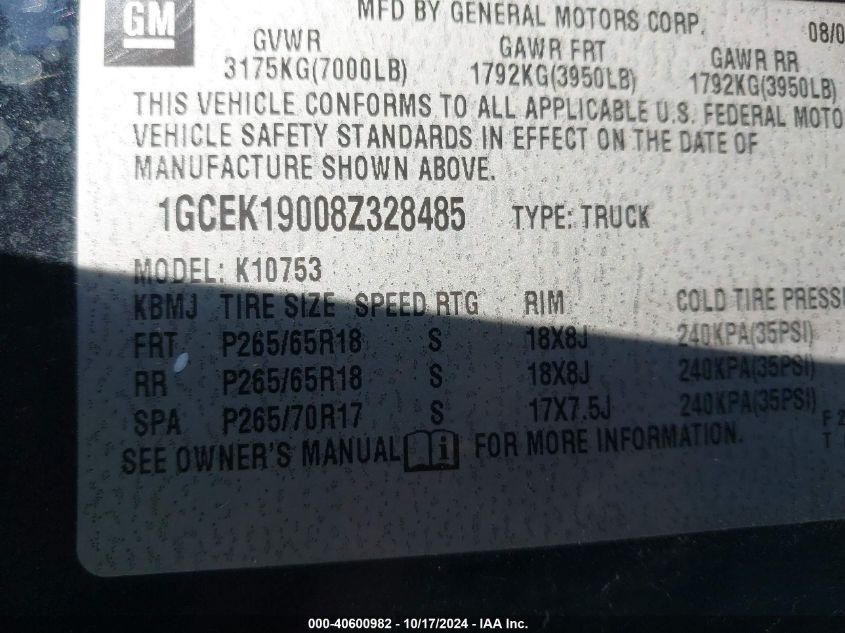 GM
MFD BY GENERAL MOTORS CORP.
08/0
GVWR GAWR FRT GAWR RR
3175KG(7000LB) 1792KG(3950LB) 1792KG(3950LB)
THIS VEHICLE CONFORMS TO ALL APPLICABLE U.S. FEDERAL MOTO
VEHICLE SAFETY STANDARDS IN EFFECT ON THE DATE OF
MANUFACTURE SHOWN ABOVE.
1GCEK19008Z328485 TYPE: TRUCK
MODEL: K10753
KBMJ TIRE SIZE SPEED RTG RIM COLD TIRE PRESS
FRT P265/65R18 S 18X8J 240KPA(35PSI)
RR P265/65R18 S 18X8J 240KPA(35PSI)
SPA P265/70R17 S 17X7.5J 240KPA(35PSI)
F 2
T
SEE OWNER'S MANUAL i FOR MORE INFORMATION.
000-40600982 / 10/17/2024 - IAA Inc.